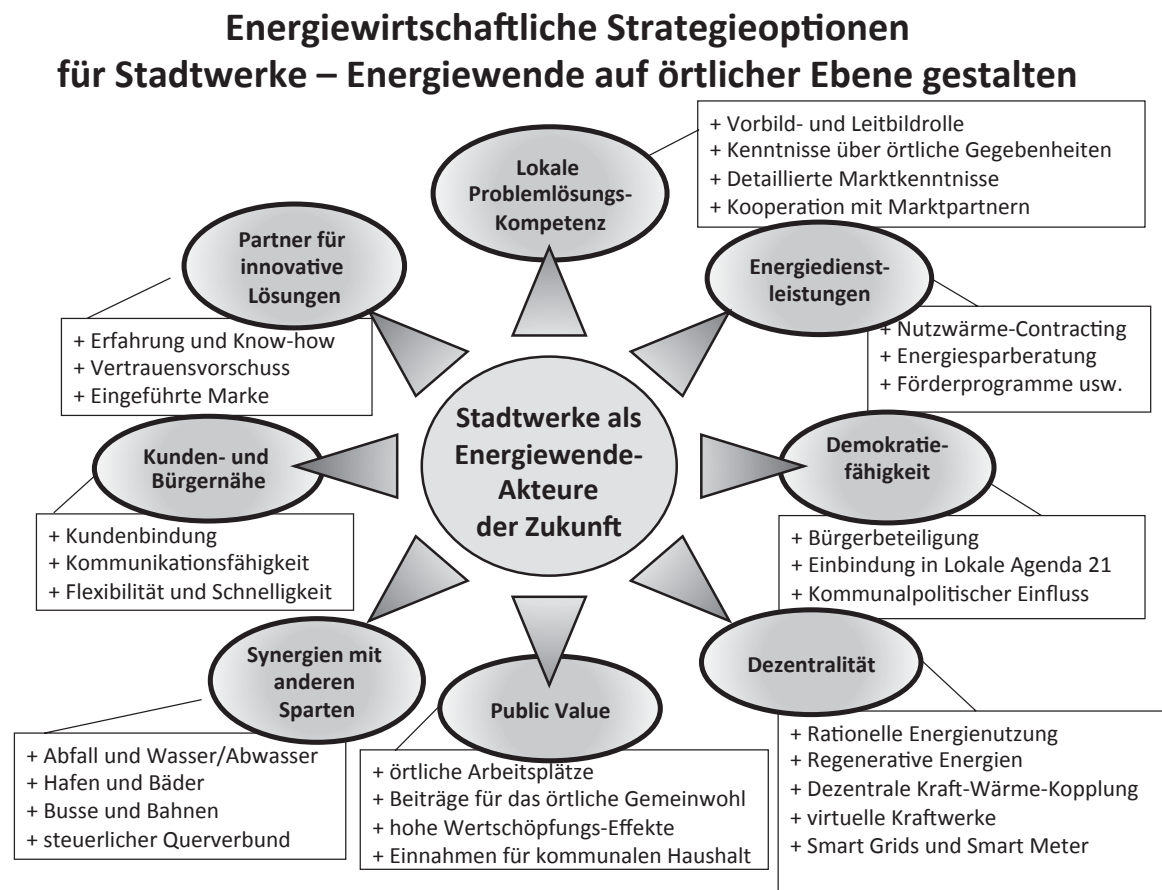 Energiewirtschaftliche Strategieoptionen
für Stadtwerke – Energiewende auf örtlicher Ebene gestalten
Lokale
Problemlösungs-
Kompetenz
+ Vorbild- und Leitbildrolle
+ Kenntnisse über örtliche Gegebenheiten
+ Detaillierte Marktkenntnisse
+ Kooperation mit Marktpartnern
Partner für
innovative
Lösungen
+ Erfahrung und Know-how
+ Vertrauensvorschuss
+ Eingeführte Marke
Energiedienst-
leistungen
+ Nutzwärme-Contracting
+ Energiesparberatung
+ Förderprogramme usw.
Stadtwerke als
Energiewende-
Akteure
der Zukunft
Kunden- und
Bürgernähe
+ Kundenbindung
+ Kommunikationsfähigkeit
+ Flexibilität und Schnelligkeit
Demokratie-
fähigkeit
+ Bürgerbeteiligung
+ Einbindung in Lokale Agenda 21
+ Kommunalpolitischer Einfluss
Synergien mit
anderen
Sparten
+ Abfall und Wasser/Abwasser
+ Hafen und Bäder
+ Busse und Bahnen
+ steuerlicher Querverbund
Public Value
+ örtliche Arbeitsplätze
+ Beiträge für das örtliche Gemeinwohl
+ hohe Wertschöpfungs-Effekte
+ Einnahmen für kommunalen Haushalt
Dezentralität
+ Rationelle Energienutzung
+ Regenerative Energien
+ Dezentrale Kraft-Wärme-Kopplung
+ virtuelle Kraftwerke
+ Smart Grids und Smart Meter